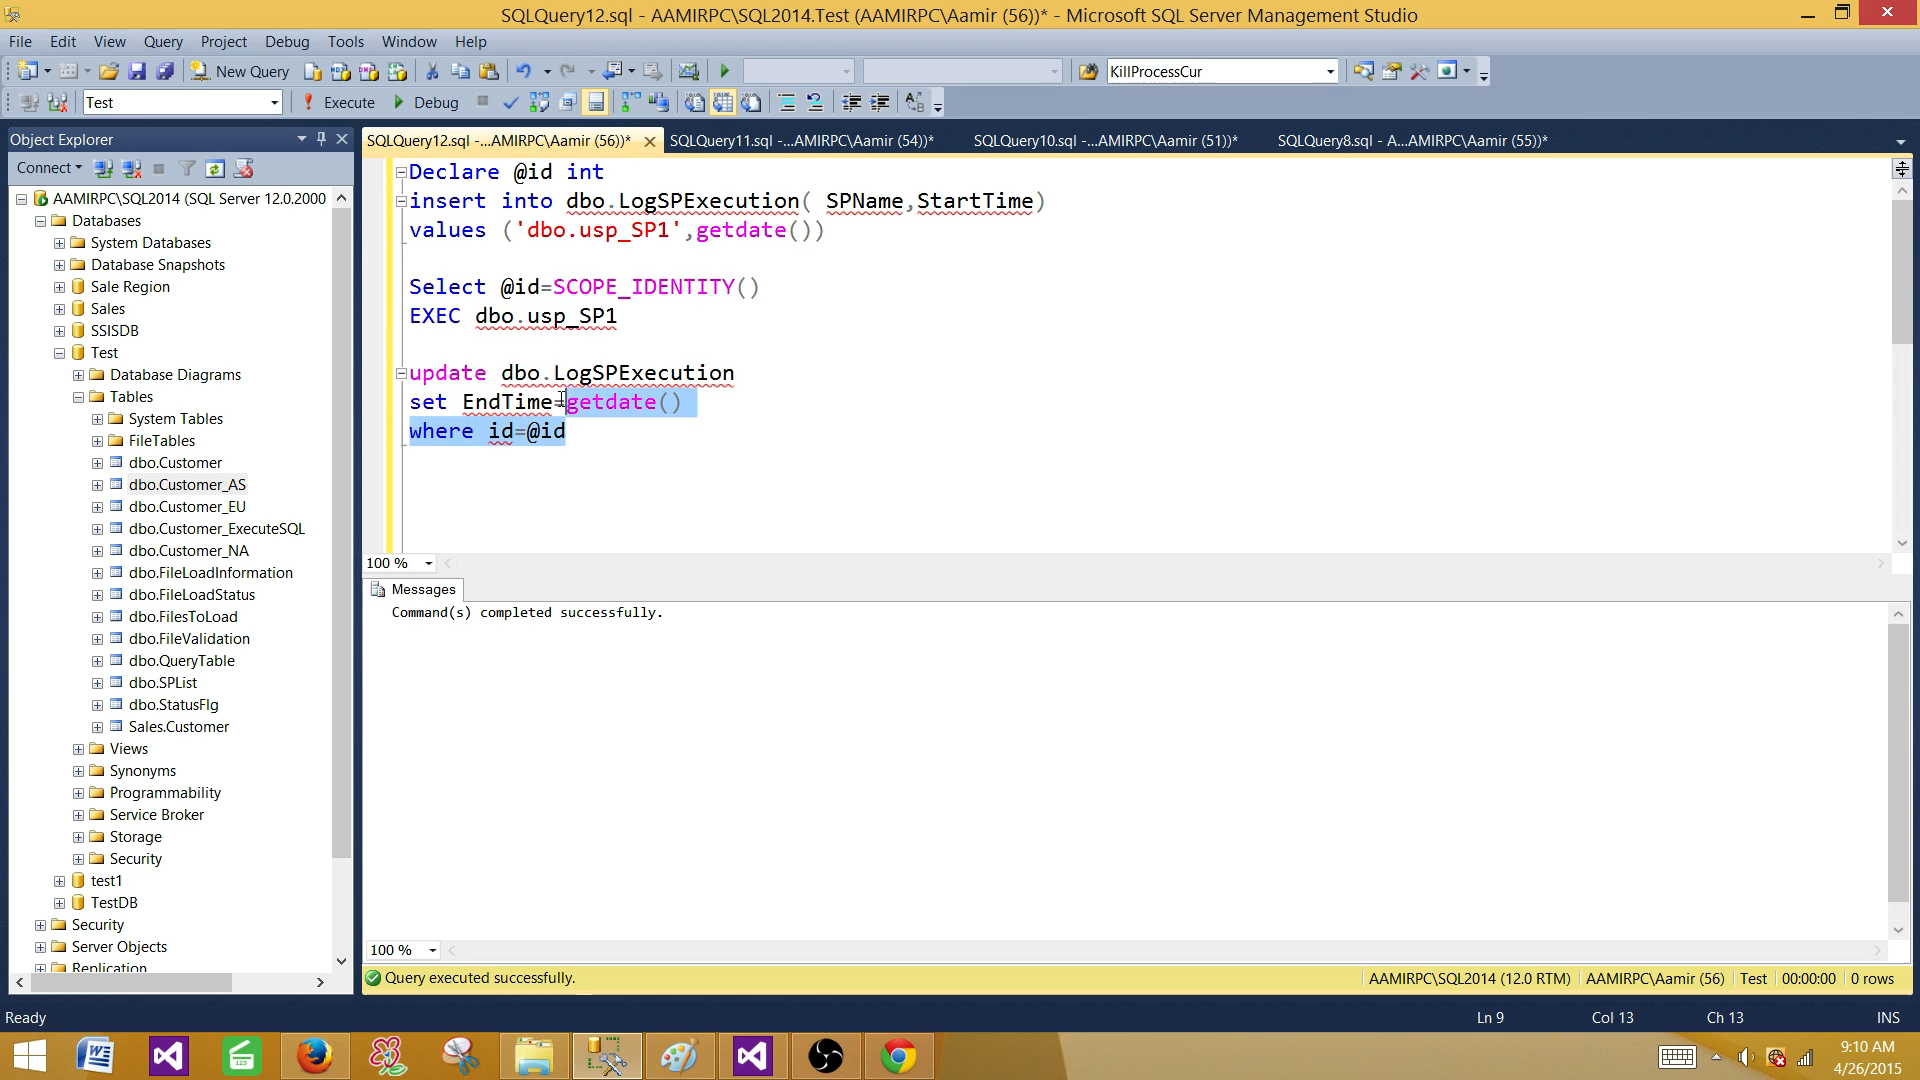 SQLQuery12.sql - AAMIRPC\SQL2014.Test (AAMIRPC\Aamir (56))* - Microsoft SQL Server Management Studio
File Edit View Query Project Debug Tools Window Help
New Query KillProcessCur
Test Execute Debug
Object Explorer
SQLQuery12.sql -...AMIRPC\Aamir (56))* SQLQuery11.sql -...AMIRPC\Aamir (54))* SQLQuery10.sql -...AMIRPC\Aamir (51))* SQLQuery8.sql - A...AMIRPC\Aamir (55))*
Connect
AAMIRPC\SQL2014 (SQL Server 12.0.2000
Databases
System Databases
Database Snapshots
Sale Region
Sales
SSISDB
Test
Database Diagrams
Tables
System Tables
FileTables
dbo.Customer
dbo.Customer_AS
dbo.Customer_EU
dbo.Customer_ExecuteSQL
dbo.Customer_NA
dbo.FileLoadInformation
dbo.FileLoadStatus
dbo.FilesToLoad
dbo.FileValidation
dbo.QueryTable
dbo.SPList
dbo.StatusFlg
Sales.Customer
Views
Synonyms
Programmability
Service Broker
Storage
Security
test1
TestDB
Security
Server Objects
Replication
Declare @id int
insert into dbo.LogSPExecution( SPName,StartTime)
values ('dbo.usp_SP1',getdate())
Select @id=SCOPE_IDENTITY()
EXEC dbo.usp_SP1
update dbo.LogSPExecution
set EndTime=getdate()
where id=@id
100 %
Messages
Command(s) completed successfully.
100 %
Query executed successfully. AAMIRPC\SQL2014 (12.0 RTM) AAMIRPC\Aamir (56) Test 00:00:00 0 rows
Ready Ln 9 Col 13 Ch 13 INS
9:10 AM
4/26/2015